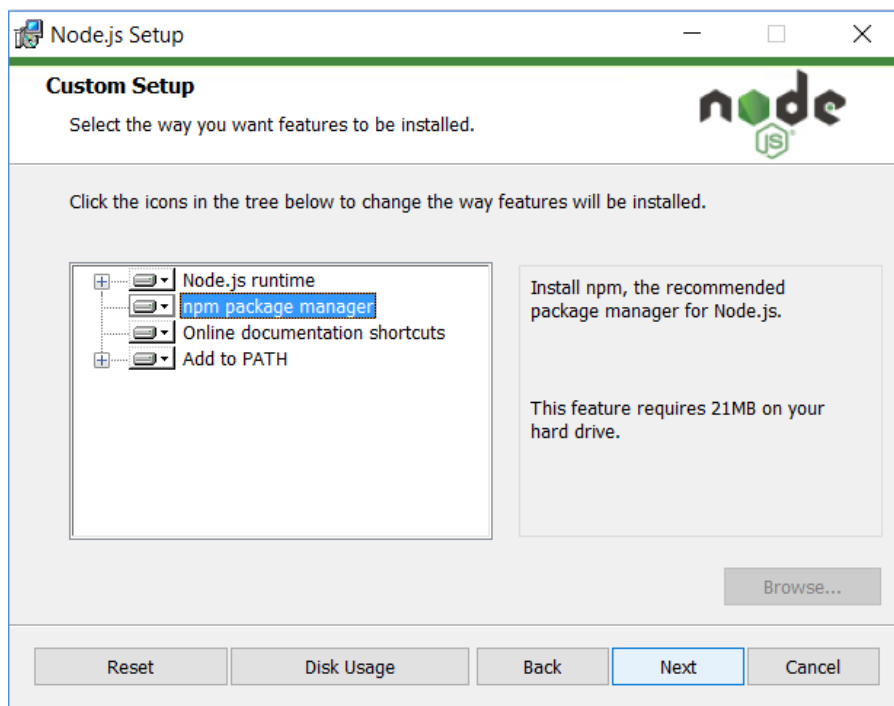 Node.js Setup
Custom Setup
Select the way you want features to be installed.
node
JS
Click the icons in the tree below to change the way features will be installed.
Node.js runtime
npm package manager
Online documentation shortcuts
Add to PATH
Install npm, the recommended
package manager for Node.js.
This feature requires 21MB on your
hard drive.
Browse...
Reset
Disk Usage
Back
Next
Cancel